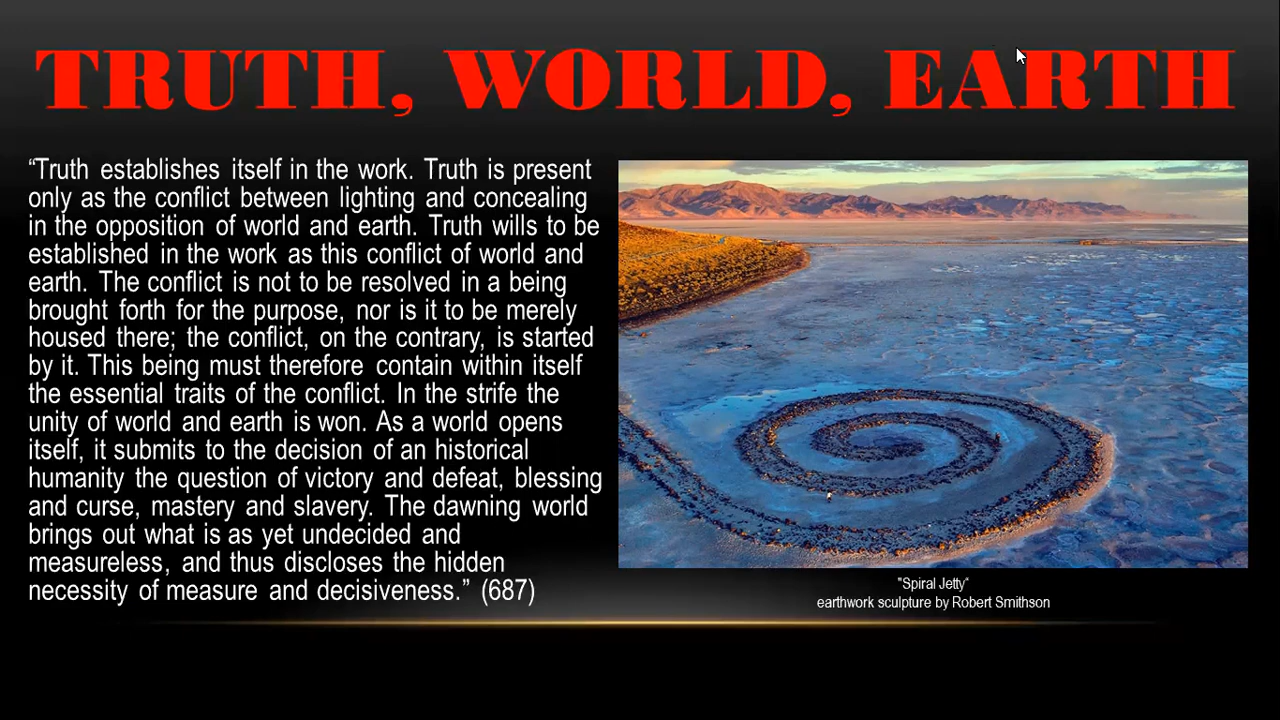 TRUTH, WORLD, EARTH
“Truth establishes itself in the work. Truth is present
only as the conflict between lighting and concealing
in the opposition of world and earth. Truth wills to be
established in the work as this conflict of world and
earth. The conflict is not to be resolved in a being
brought forth for the purpose, nor is it to be merely
housed there; the conflict, on the contrary, is started
by it. This being must therefore contain within itself
the essential traits of the conflict. In the strife the
unity of world and earth is won. As a world opens
itself, it submits to the decision of an historical
humanity the question of victory and defeat, blessing
and curse, mastery and slavery. The dawning world
brings out what is as yet undecided and
measureless, and thus discloses the hidden
necessity of measure and decisiveness.” (687)
"Spiral Jetty“
earthwork sculpture by Robert Smithson